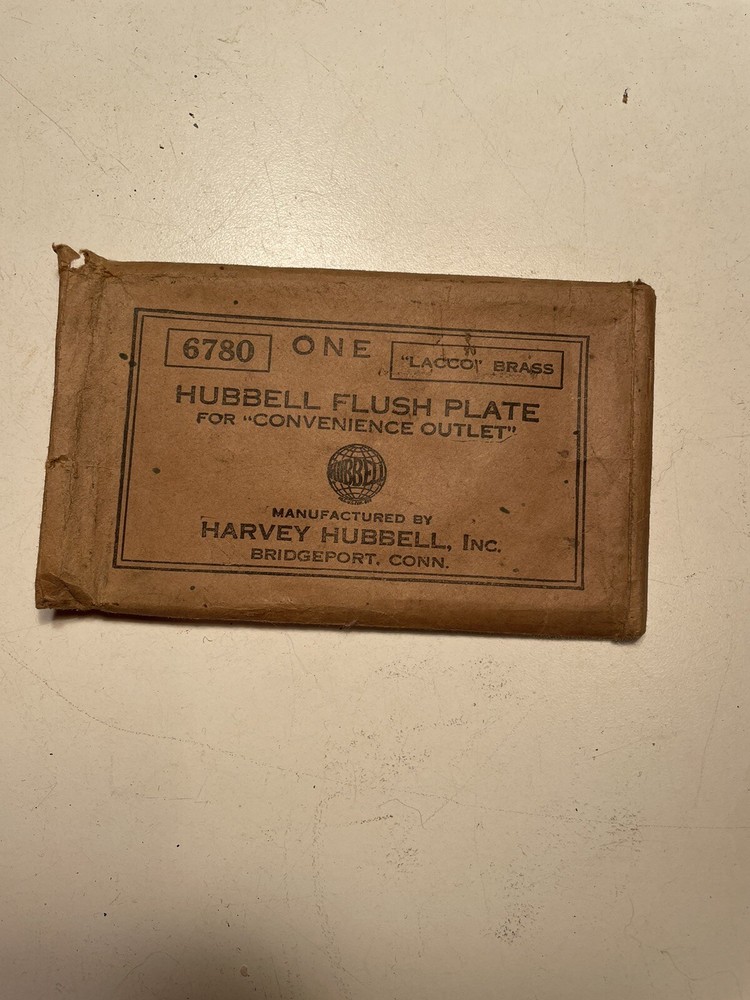 6780 ONE "LACCO" BRASS
HUBBELL FLUSH PLATE
FOR "CONVENIENCE OUTLET"
HUBBELL
MANUFACTURED BY
HARVEY HUBBELL, INC.
BRIDGEPORT, CONN.